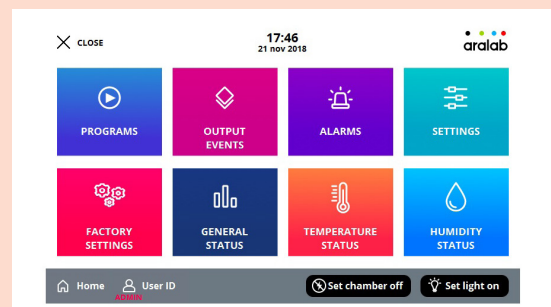 CLOSE
17:46
21 nov 2018
aralab
PROGRAMS
OUTPUT
EVENTS
ALARMS
SETTINGS
FACTORY
SETTINGS
GENERAL
STATUS
TEMPERATURE
STATUS
HUMIDITY
STATUS
Home
User ID
ADMIN
Set chamber off
Set light on